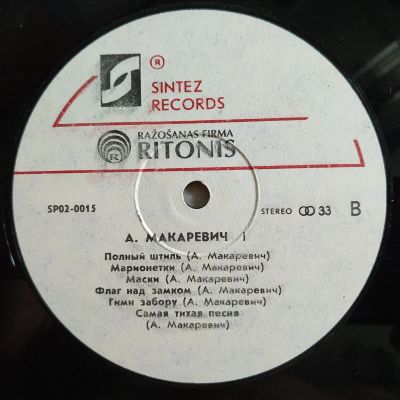 ®
SINTEZ
RECORDS
RAŽOŠANAS FIRMA
RITONIS
R
SP02-0015
STEREO 33 B
А. МАКАРЕВИЧ I
Полный штиль (А. Макаревич)
Марионетки (А. Макаревич)
Маски (А. Макаревич)
Флаг над замком (А. Макаревич)
Гимн забору (А. Макаревич)
Самая тихая песня
(А. Макаревич)